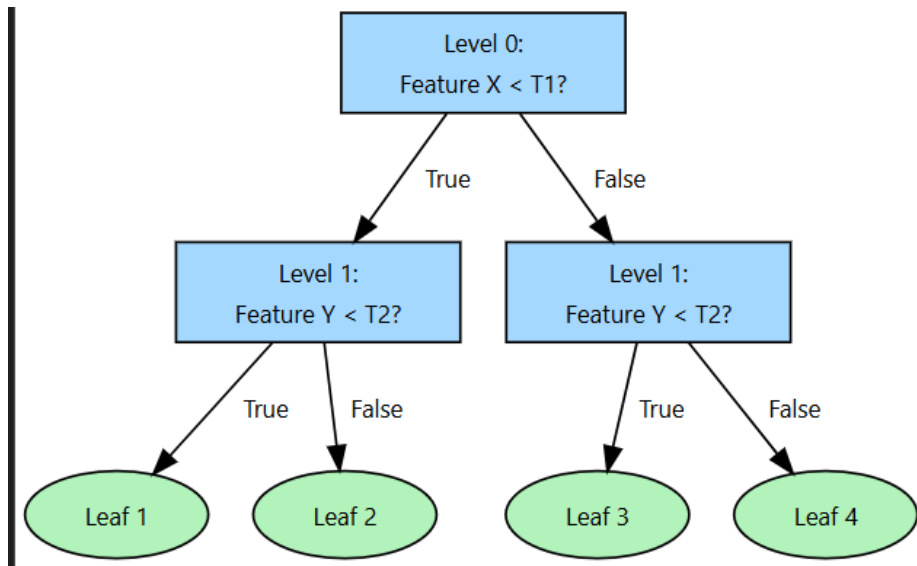 Level 0:
Feature X < T1?
True
False
Level 1:
Feature Y < T2?
Level 1:
Feature Y < T2?
True
False
True
False
Leaf 1
Leaf 2
Leaf 3
Leaf 4